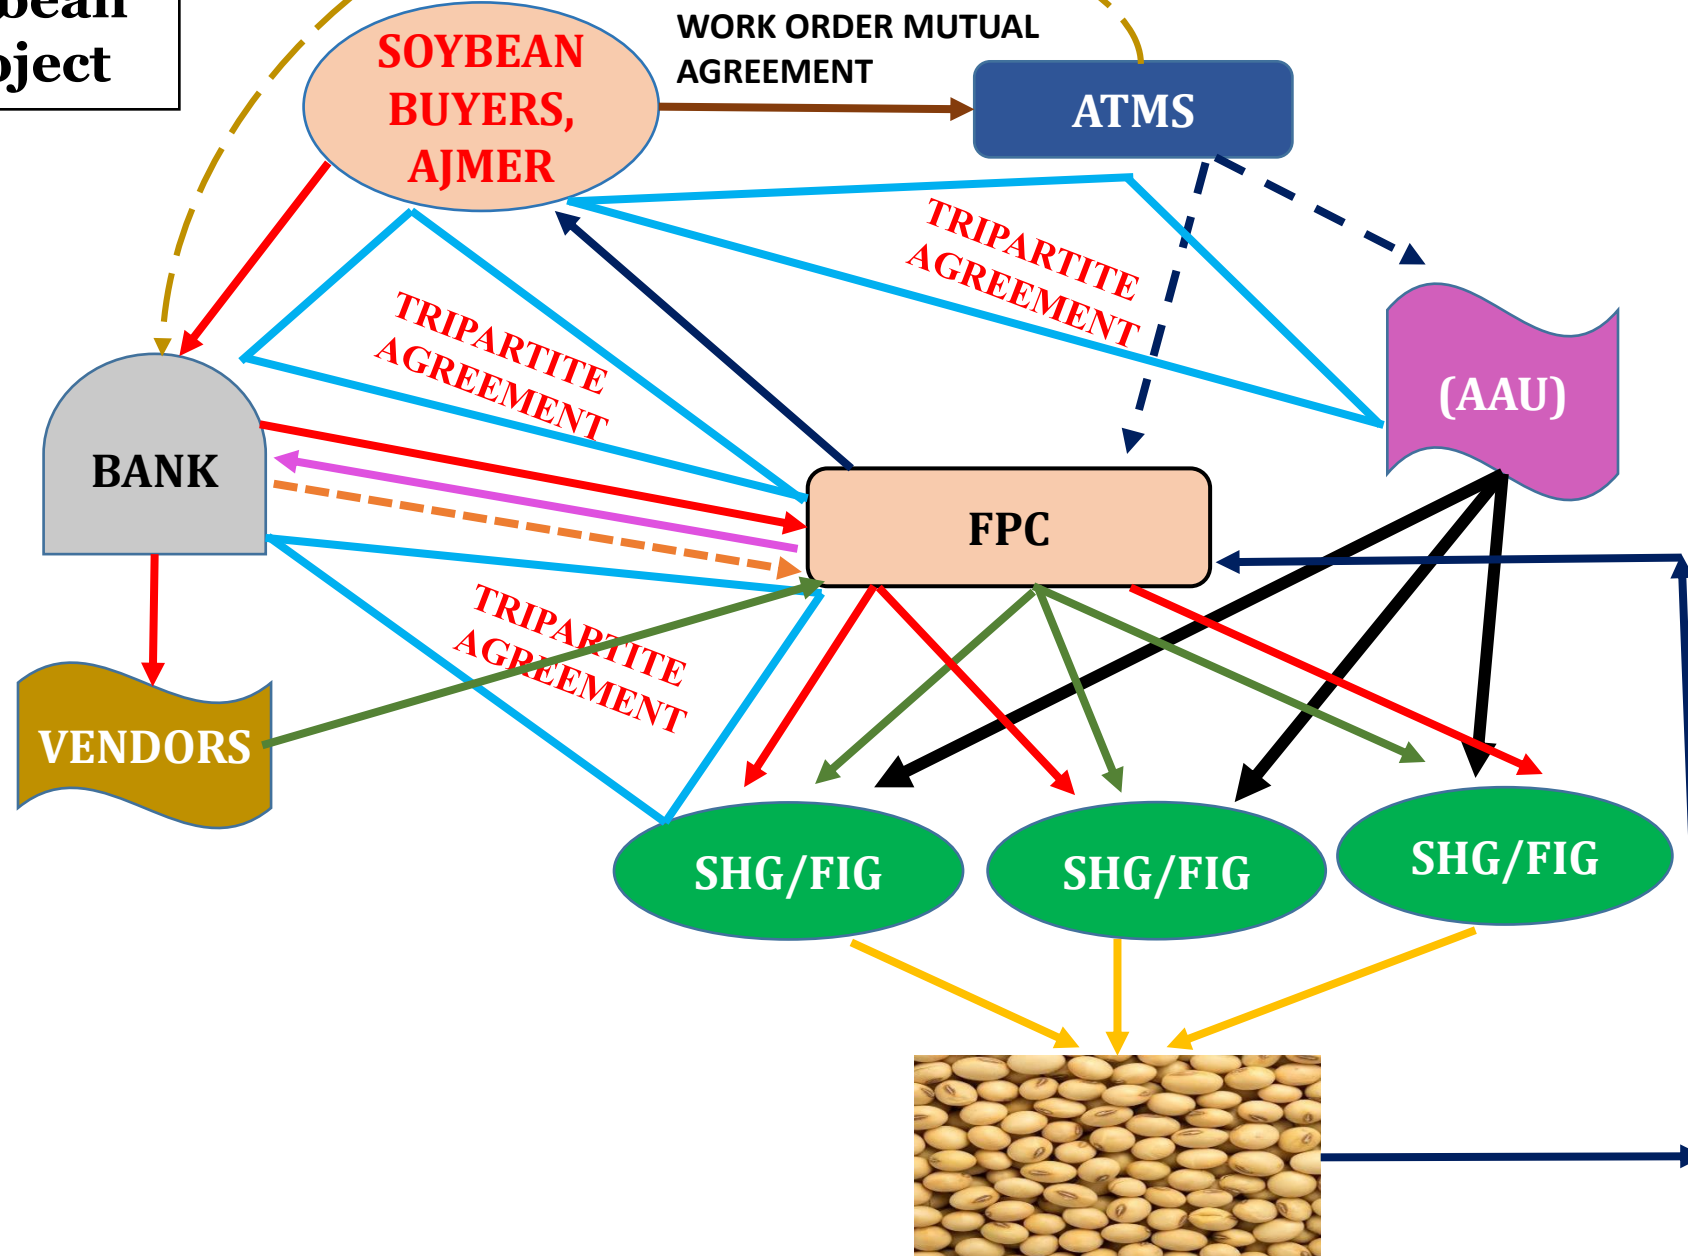 oject
SOYBEAN
BUYERS,
AJMER
WORK ORDER MUTUAL
AGREEMENT
ATMS
TRIPARTITE
AGREEMENT
TRIPARTITE
AGREEMENT
(AAU)
BANK
FPC
TRIPARTITE
AGREEMENT
VENDORS
SHG/FIG
SHG/FIG
SHG/FIG